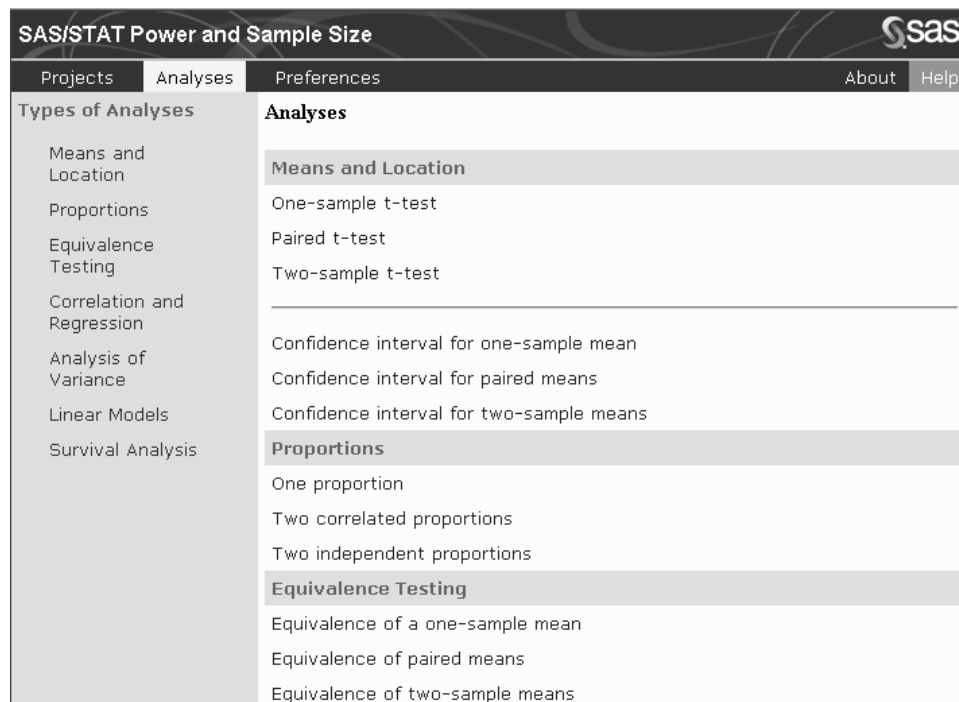 SAS/STAT Power and Sample Size
sas
Projects
Analyses
Preferences
About
Help
Types of Analyses
Means and
Location
Proportions
Equivalence
Testing
Correlation and
Regression
Analysis of
Variance
Linear Models
Survival Analysis
Analyses
Means and Location
One-sample t-test
Paired t-test
Two-sample t-test
Confidence interval for one-sample mean
Confidence interval for paired means
Confidence interval for two-sample means
Proportions
One proportion
Two correlated proportions
Two independent proportions
Equivalence Testing
Equivalence of a one-sample mean
Equivalence of paired means
Equivalence of two-sample means